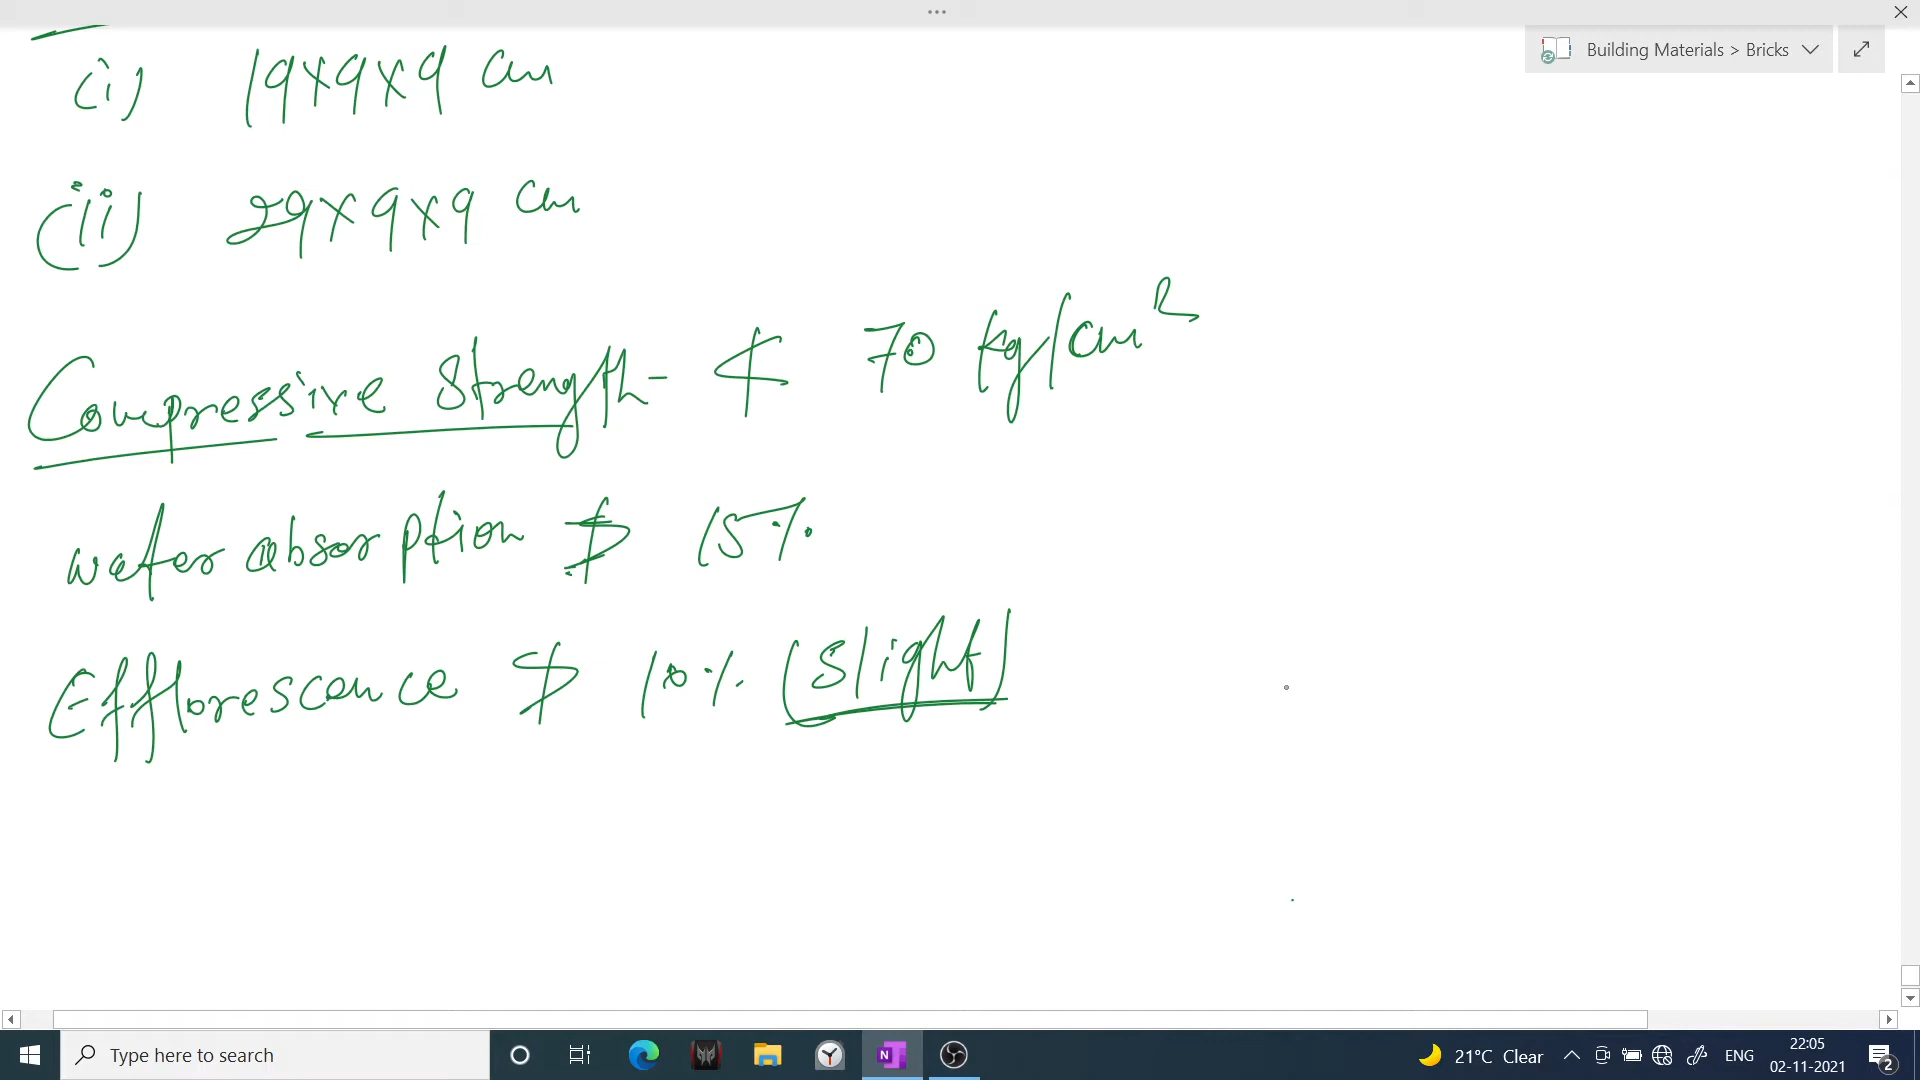 Building Materials > Bricks
(i) 19×9×9 cm
(ii) 29×9×9 cm
Compressive Strength - ≮ 70 kg/cm²
water absorption ≯ 15%
Efflorescence ≯ 10% (Slight)
Type here to search
21°C Clear
ENG
22:05
02-11-2021
2